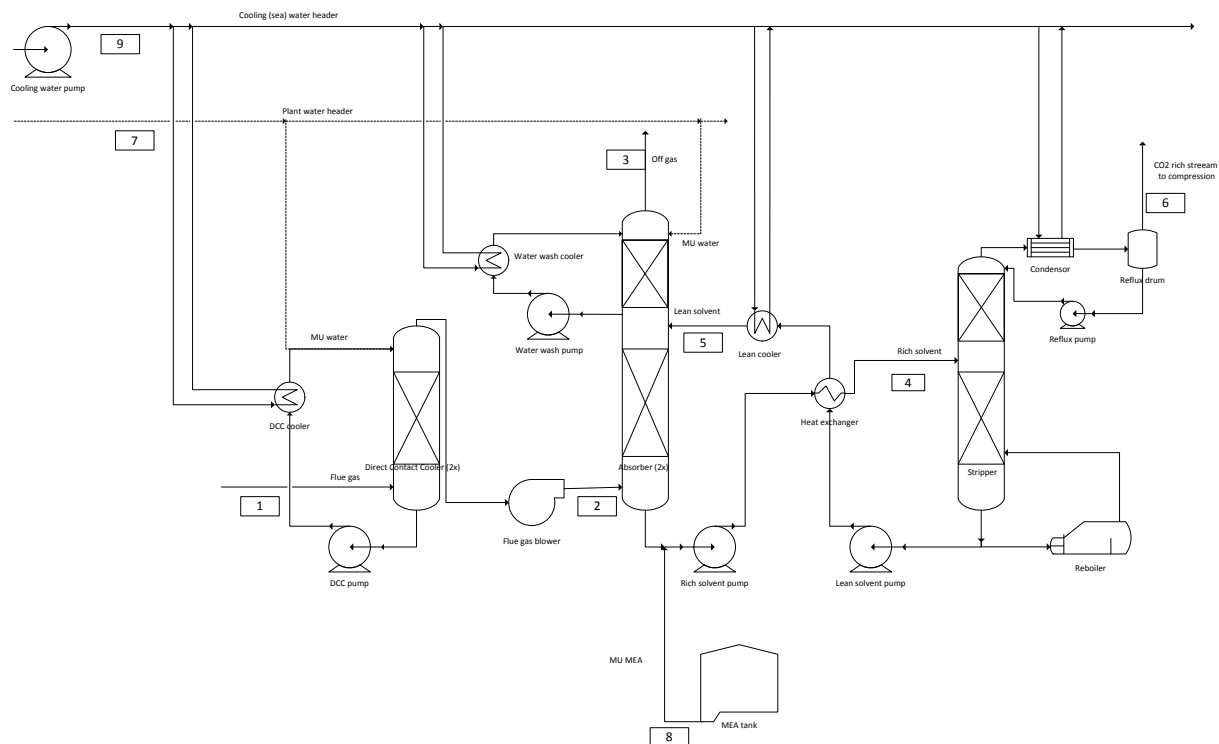 Cooling (sea) water header
9
Cooling water pump
Plant water header
7
3
Off gas
CO2 rich streeam
to compression
6
MU water
Water wash cooler
Condensor
Reflux drum
Lean solvent
MU water
5
Reflux pump
Water wash pump
Lean cooler
Rich solvent
4
DCC cooler
Heat exchanger
Direct Contact Cooler (2x)
Absorber (2x)
Stripper
Flue gas
1
2
Flue gas blower
Reboiler
DCC pump
Rich solvent pump
Lean solvent pump
MU MEA
MEA tank
8